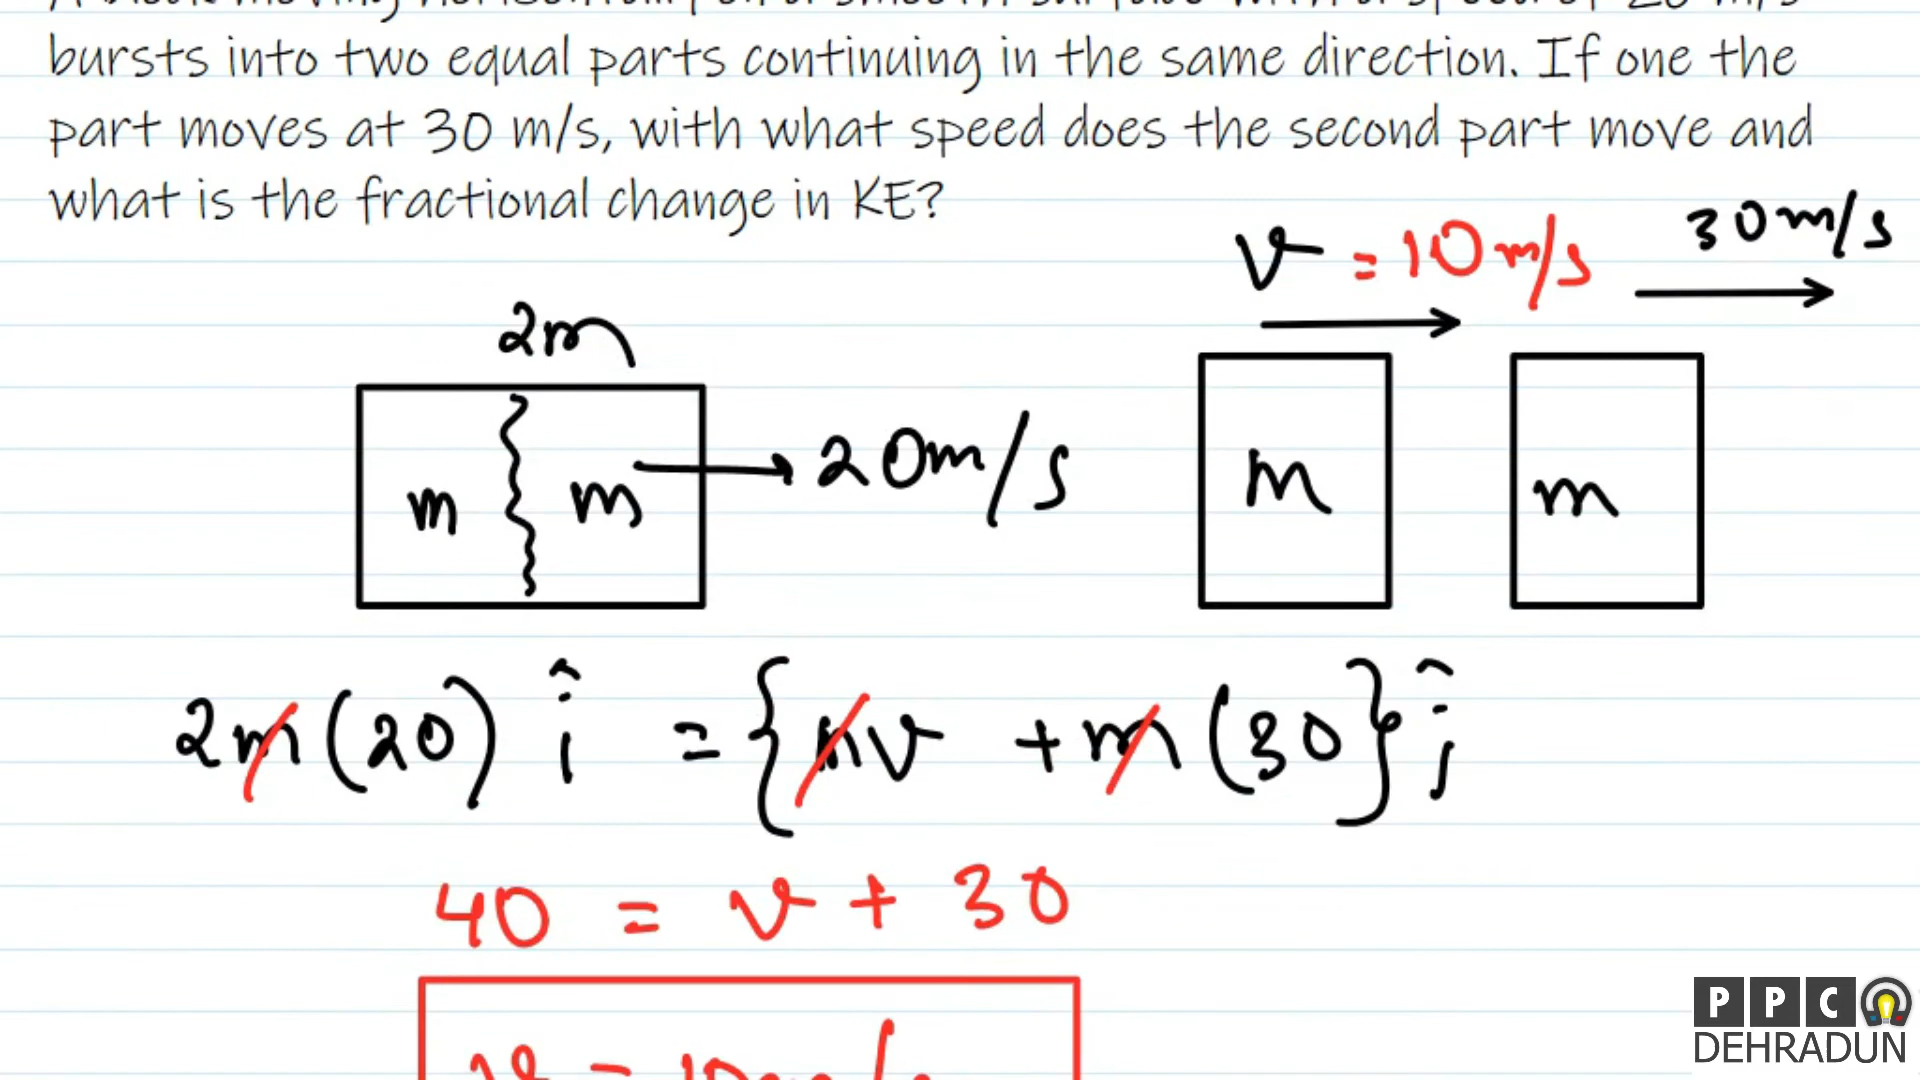 bursts into two equal parts continuing in the same direction. If one the
part moves at 30 m/s, with what speed does the second part move and
what is the fractional change in KE?
v = 10 m/s
30 m/s
2m
m m
20 m/s
m
m
2m(20) î = {mv + m(30)} î
40 = v + 30
v = 10 m/s
PPC
DEHRADUN